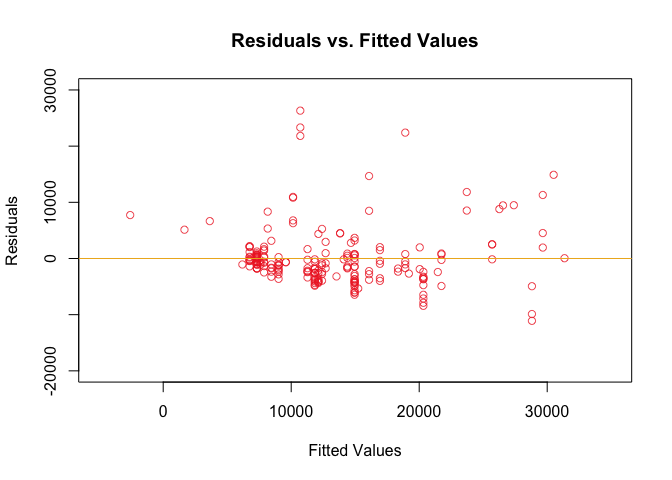 Residuals vs. Fitted Values
30000
10000
0
-20000
Residuals
0
10000
20000
30000
Fitted Values